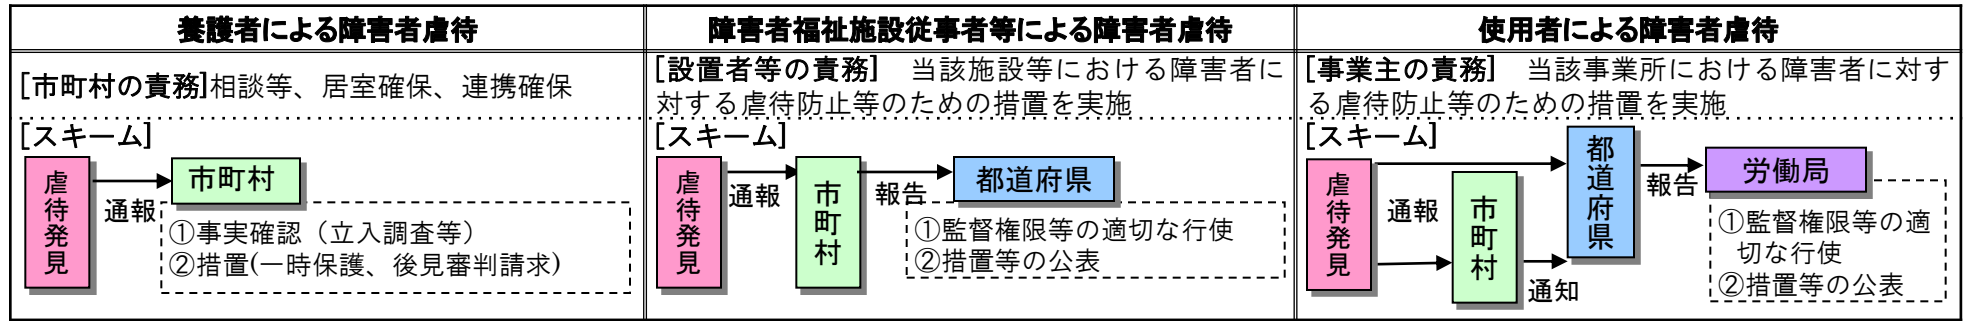 養護者による障害者虐待
[市町村の責務]相談等、居室確保、連携確保
[スキーム]
虐待発見
通報
市町村
①事実確認（立入調査等）
②措置(一時保護、後見審判請求)
障害者福祉施設従事者等による障害者虐待
[設置者等の責務]　当該施設等における障害者に
対する虐待防止等のための措置を実施
[スキーム]
虐待発見
通報
市町村
報告
都道府県
①監督権限等の適切な行使
②措置等の公表
使用者による障害者虐待
[事業主の責務]　当該事業所における障害者に対す
る虐待防止等のための措置を実施
[スキーム]
虐待発見
通報
市町村
通知
都道府県
報告
労働局
①監督権限等の適
切な行使
②措置等の公表